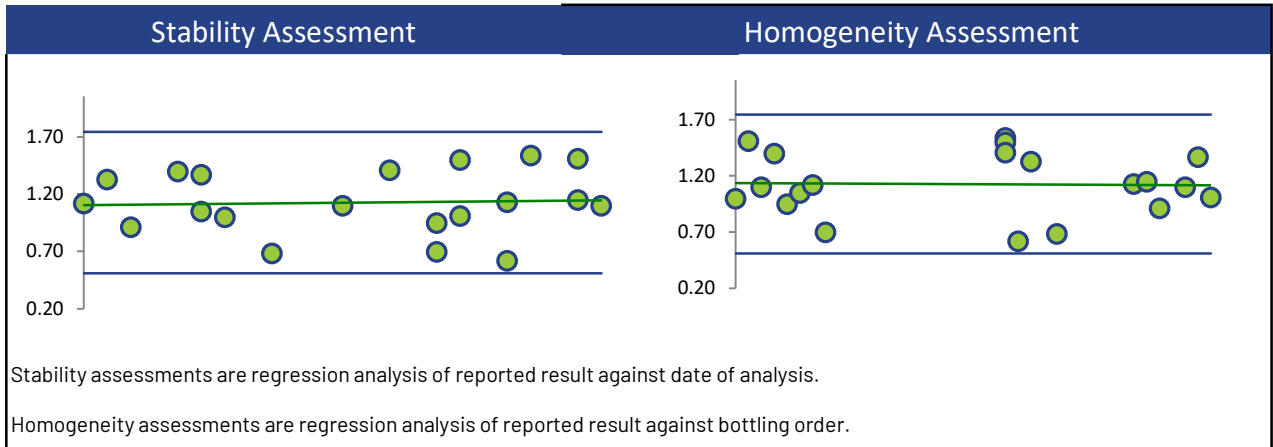 Stability Assessment
Homogeneity Assessment
1.70
1.20
0.70
0.20
1.70
1.20
0.70
0.20
Stability assessments are regression analysis of reported result against date of analysis.
Homogeneity assessments are regression analysis of reported result against bottling order.